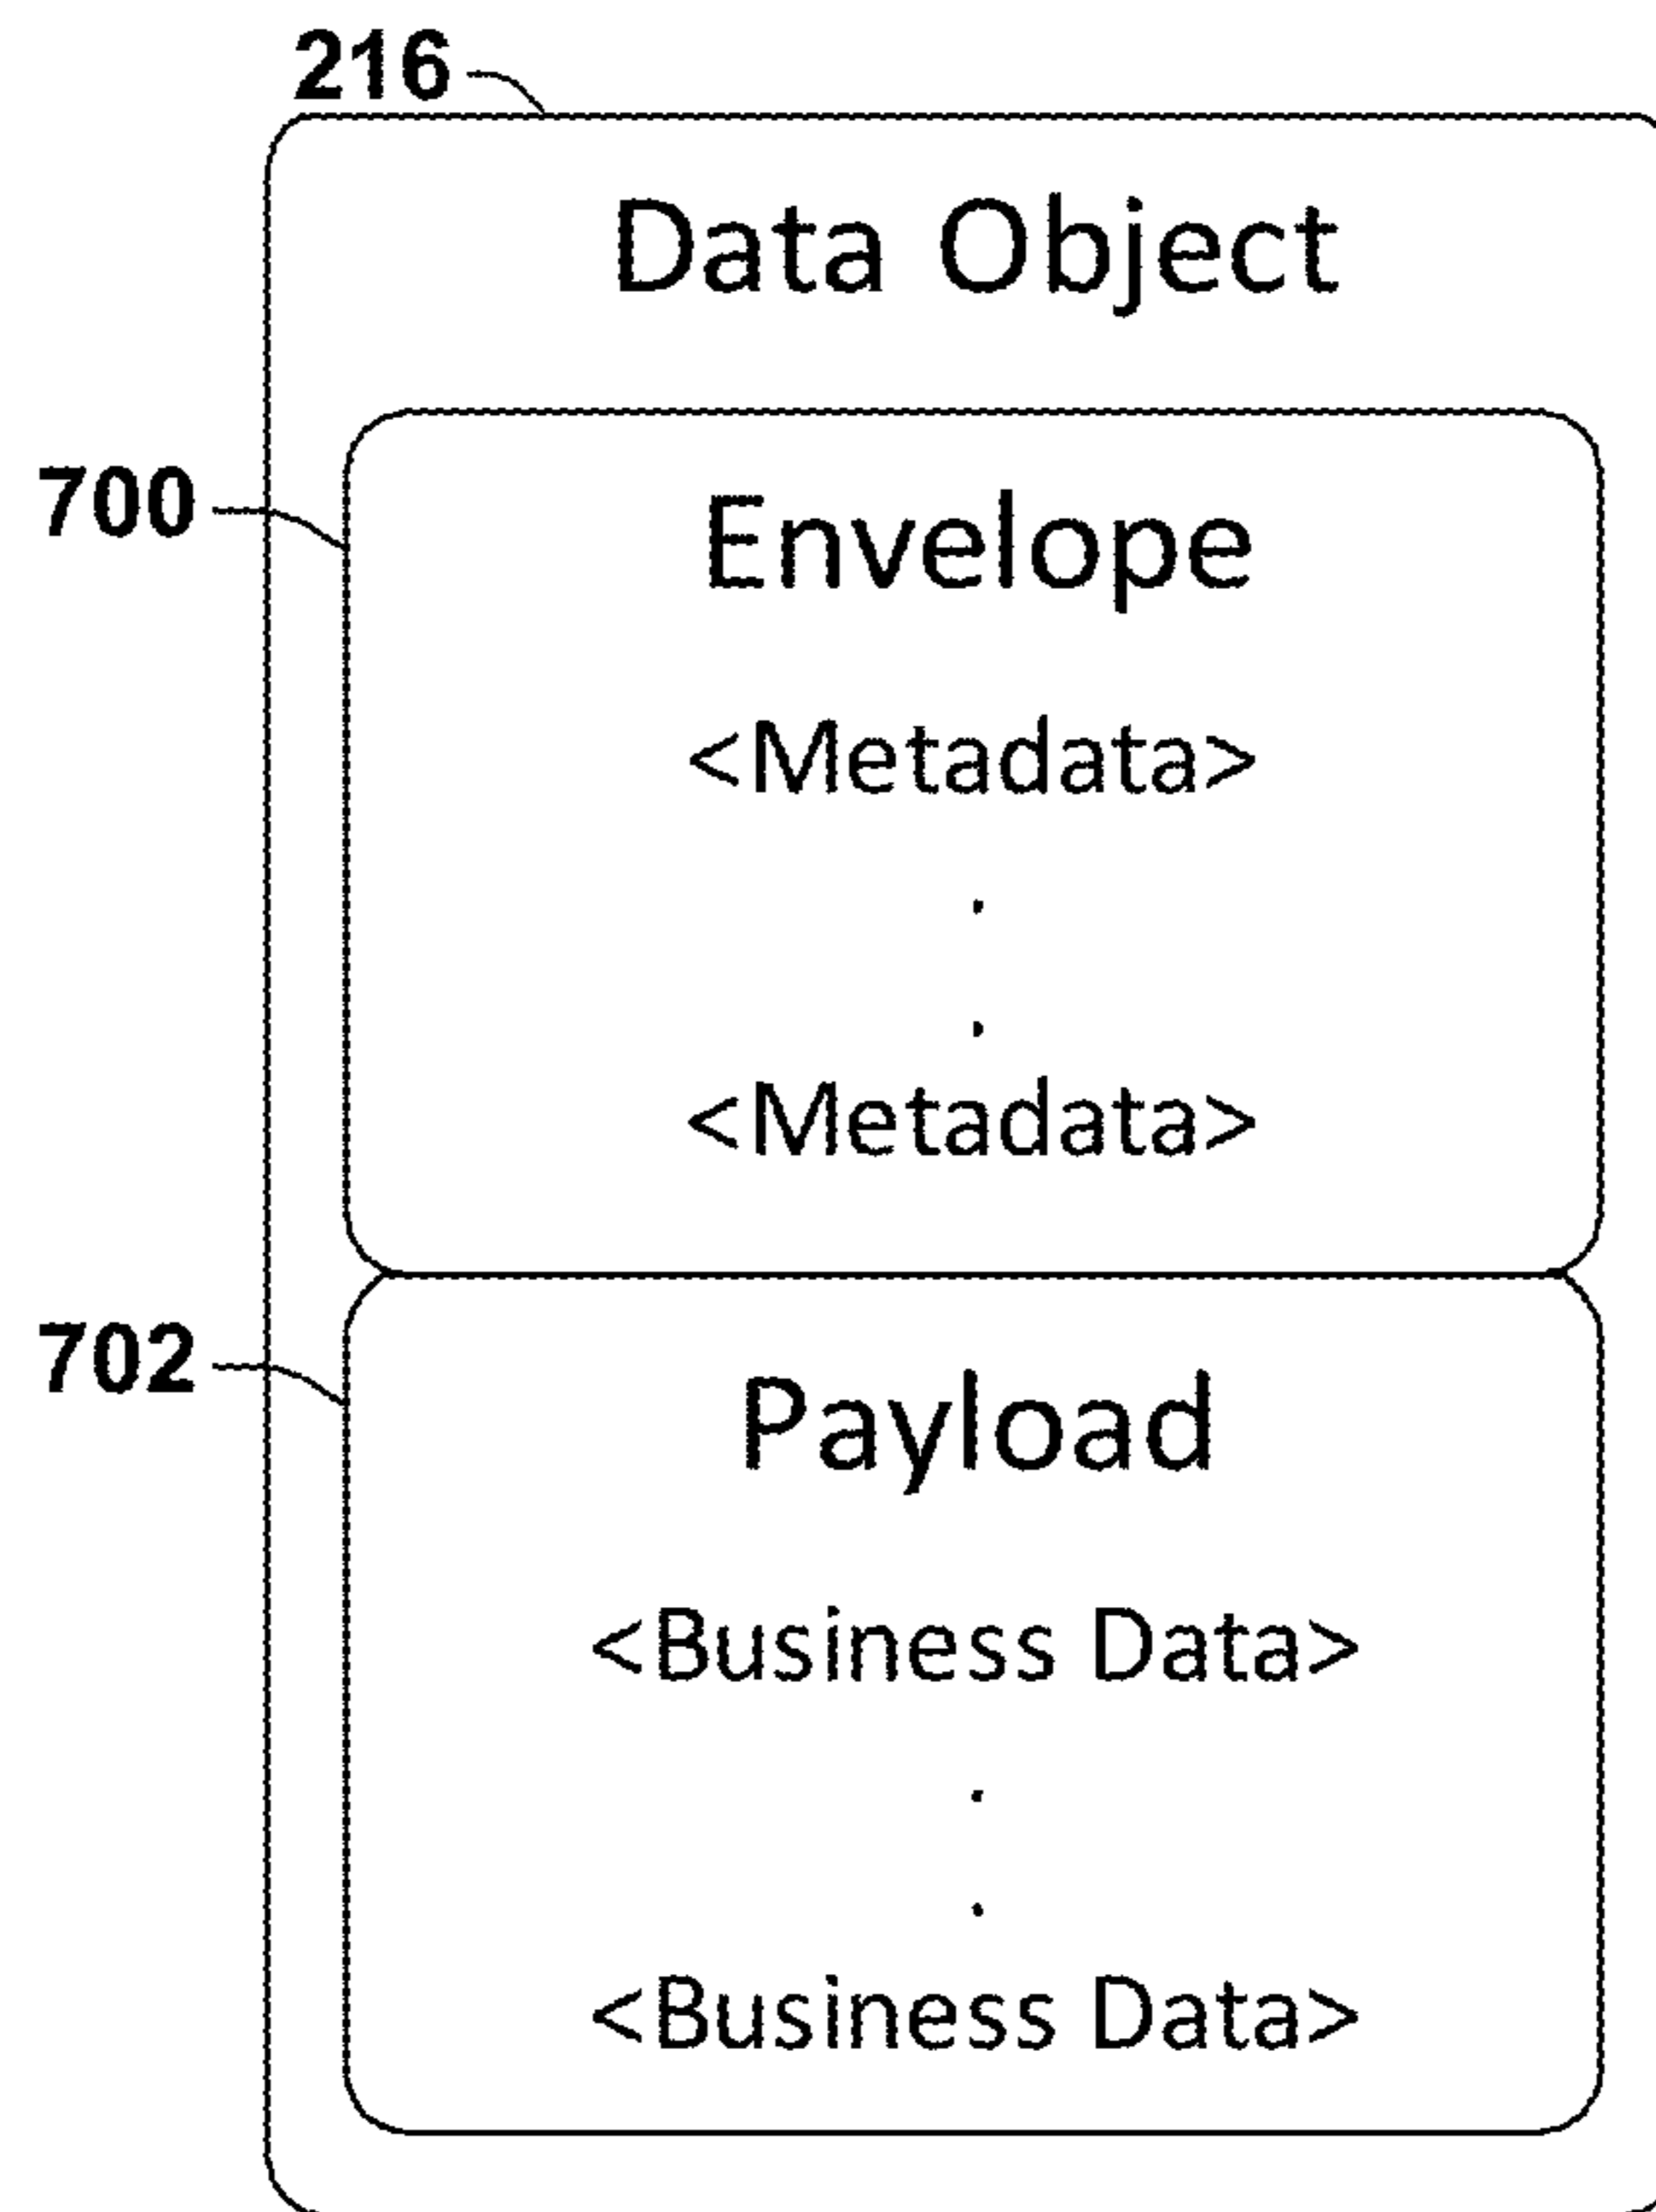 216
Data Object
700
Envelope
<Metadata>
.
.
<Metadata>
702
Payload
<Business Data>
.
.
<Business Data>